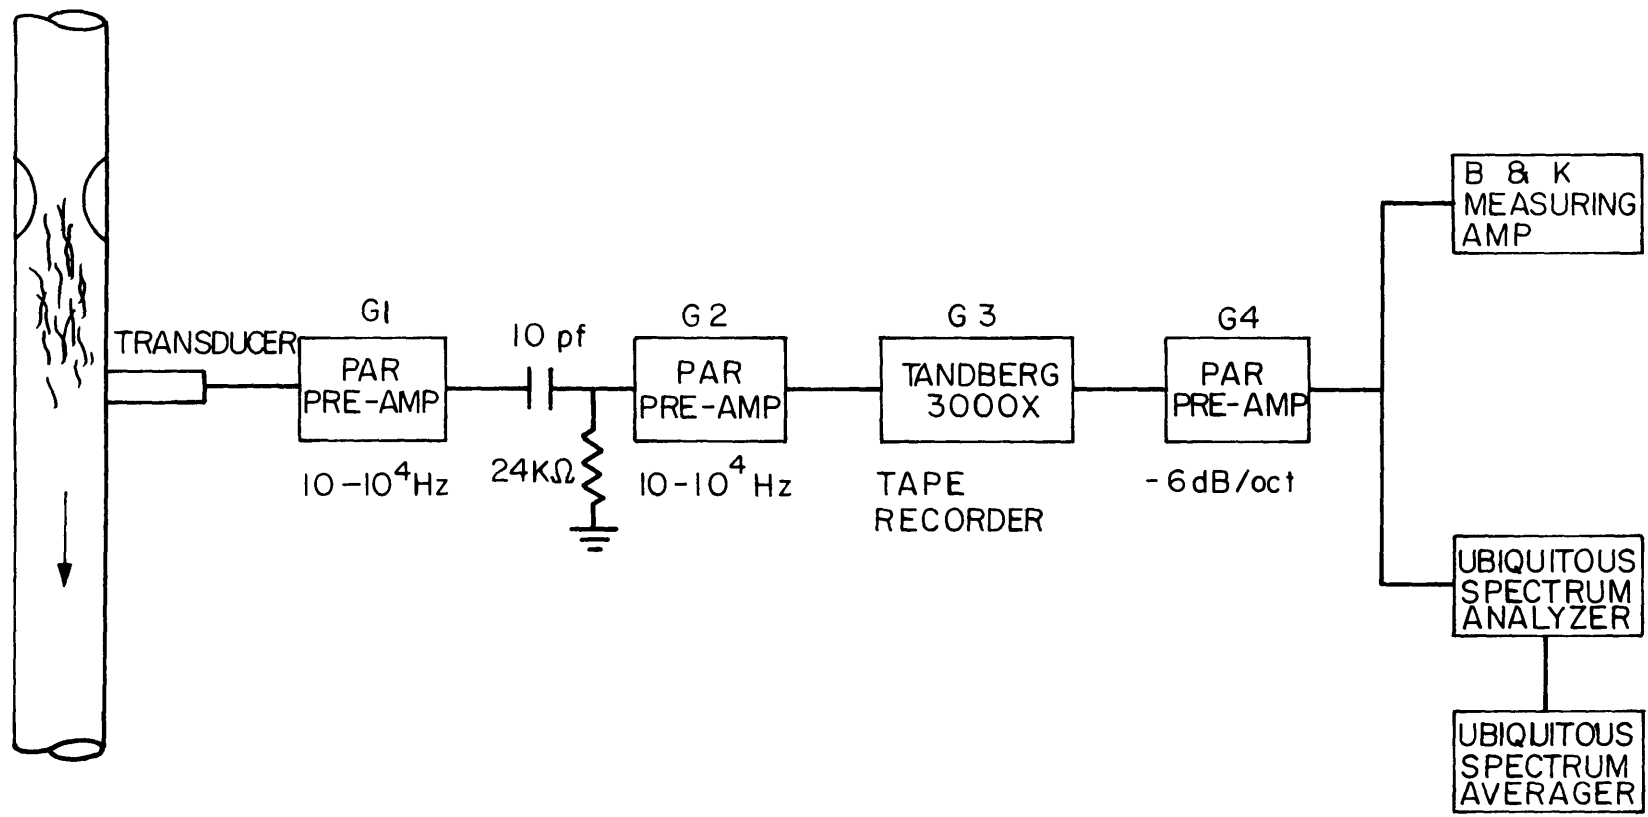 TRANSDUCER
G1
PAR
PRE-AMP
10-10⁴Hz
10 pf
24KΩ
G2
PAR
PRE-AMP
10-10⁴ Hz
G3
TANDBERG
3000X
TAPE
RECORDER
G4
PAR
PRE-AMP
-6dB/oct
B & K
MEASURING
AMP
UBIQUITOUS
SPECTRUM
ANALYZER
UBIQUITOUS
SPECTRUM
AVERAGER